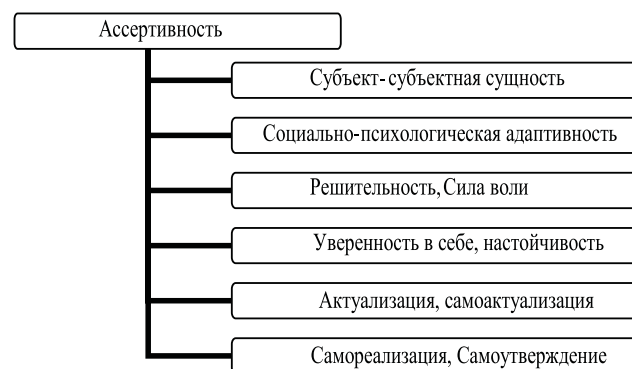 Ассертивность
Субъект-субъектная сущность
Социально-психологическая адаптивность
Решительность, Сила воли
Уверенность в себе, настойчивость
Актуализация, самоактуализация
Самореализация, Самоутверждение